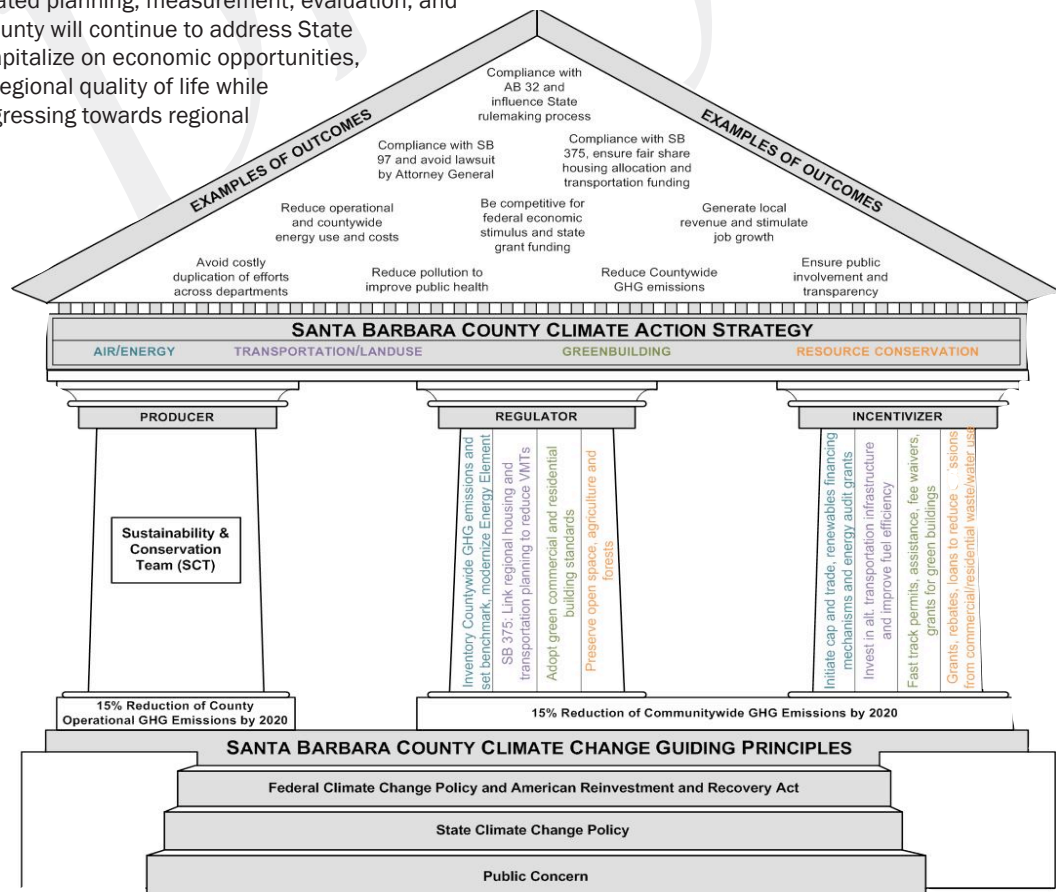 planning, measurement, evaluation, and
will continue to address State
on economic opportunities,
regional quality of life while
towards regional
Compliance with
AB 32 and
influence State
rulemaking process
EXAMPLES OF OUTCOMES
EXAMPLES OF OUTCOMES
Compliance with SB
97 and avoid lawsuit
by Attorney General
Compliance with SB
375, ensure fair share
housing allocation and
transportation funding
Reduce operational
and countywide
energy use and costs
Be competitive for
federal economic
stimulus and state
grant funding
Generate local
revenue and stimulate
job growth
Avoid costly
duplication of efforts
across departments
Reduce pollution to
improve public health
Reduce Countywide
GHG emissions
Ensure public
involvement and
transparency
SANTA BARBARA COUNTY CLIMATE ACTION STRATEGY
AIR/ENERGY
TRANSPORTATION/LANDUSE
GREENBUILDING
RESOURCE CONSERVATION
PRODUCER
REGULATOR
INCENTIVIZER
Sustainability &
Conservation
Team (SCT)
Inventory Countywide GHG emissions and
set benchmark, modernize Energy Element
SB 375: Link regional housing and
transportation planning to reduce VMTs
Adopt green commercial and residential
building standards
Preserve open space, agriculture and
forests
Initiate cap and trade, renewables financing
mechanisms and energy audit grants
Invest in alt. transportation infrastructure
and improve fuel efficiency
Fast track permits, assistance, fee waivers,
grants for green buildings
Grants, rebates, loans to reduce
from commercial/residential waste/water use
15% Reduction of County
Operational GHG Emissions by 2020
15% Reduction of Communitywide GHG Emissions by 2020
SANTA BARBARA COUNTY CLIMATE CHANGE GUIDING PRINCIPLES
Federal Climate Change Policy and American Reinvestment and Recovery Act
State Climate Change Policy
Public Concern